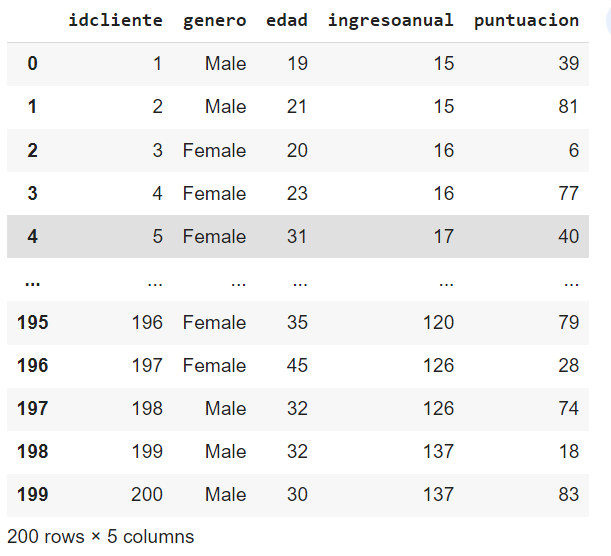 idcliente genero edad ingresoanual puntuacion
0 1 Male 19 15 39
1 2 Male 21 15 81
2 3 Female 20 16 6
3 4 Female 23 16 77
4 5 Female 31 17 40
... ... ... ... ... ...
195 196 Female 35 120 79
196 197 Female 45 126 28
197 198 Male 32 126 74
198 199 Male 32 137 18
199 200 Male 30 137 83
200 rows × 5 columns